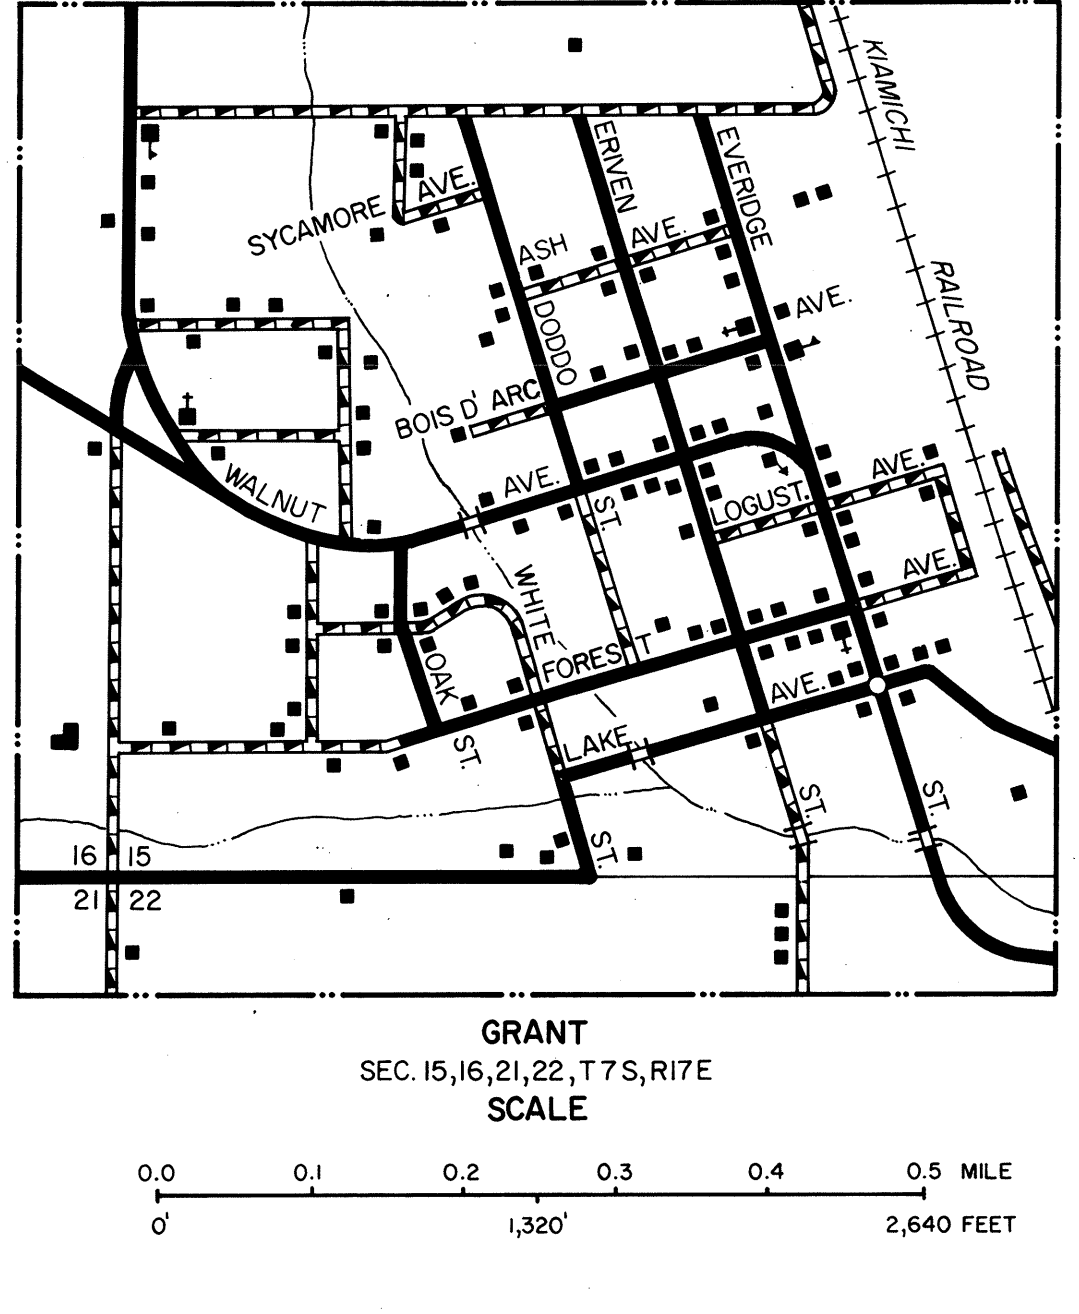 KIAMICHI
RAILROAD
ERIVEN
EVERIDGE
SYCAMORE AVE.
ASH AVE.
DODDO
AVE.
BOIS D' ARC
WALNUT
AVE.
ST.
LOGUST.
AVE.
WHITE
AVE.
OAK
FOREST
AVE.
ST.
LAKE
ST.
ST.
ST.
16 15
21 22
GRANT
SEC. 15,16,21,22, T7S, R17E
SCALE
0.0 0.1 0.2 0.3 0.4 0.5 MILE
0' 1,320' 2,640 FEET